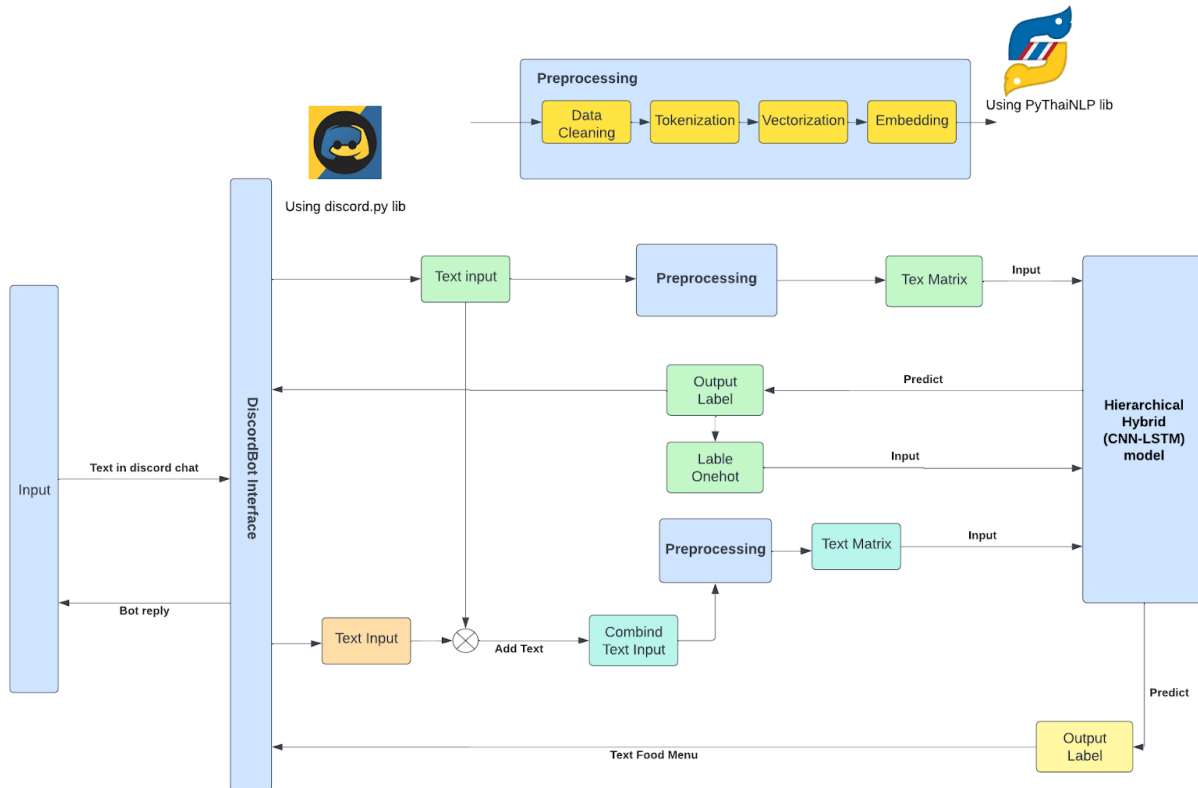 Preprocessing
Data
Cleaning
Tokenization
Vectorization
Embedding
Using PyThaiNLP lib
Using discord.py lib
Text input
Preprocessing
Tex Matrix
Input
Output
Label
Predict
Lable
Onehot
Input
Hierarchical
Hybrid
(CNN-LSTM)
model
Input
Text in discord chat
DiscordBot Interface
Bot reply
Preprocessing
Text Matrix
Input
Text Input
Add Text
Combind
Text Input
Predict
Output
Label
Text Food Menu